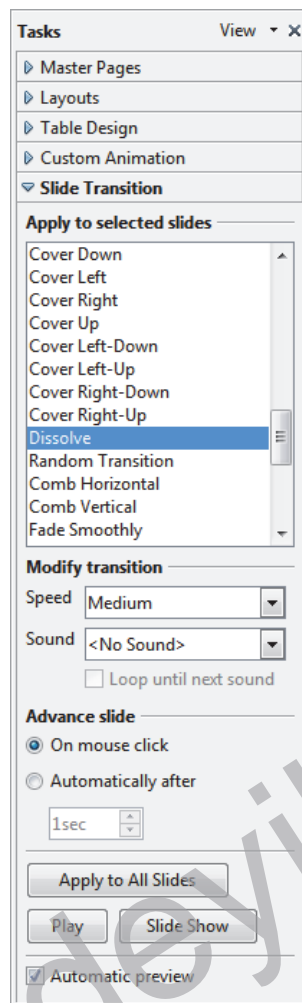 Tasks View
Master Pages
Layouts
Table Design
Custom Animation
Slide Transition
Apply to selected slides
Cover Down
Cover Left
Cover Right
Cover Up
Cover Left-Down
Cover Left-Up
Cover Right-Down
Cover Right-Up
Dissolve
Random Transition
Comb Horizontal
Comb Vertical
Fade Smoothly
Modify transition
Speed Medium
Sound <No Sound>
Loop until next sound
Advance slide
On mouse click
Automatically after
1sec
Apply to All Slides
Play Slide Show
Automatic preview